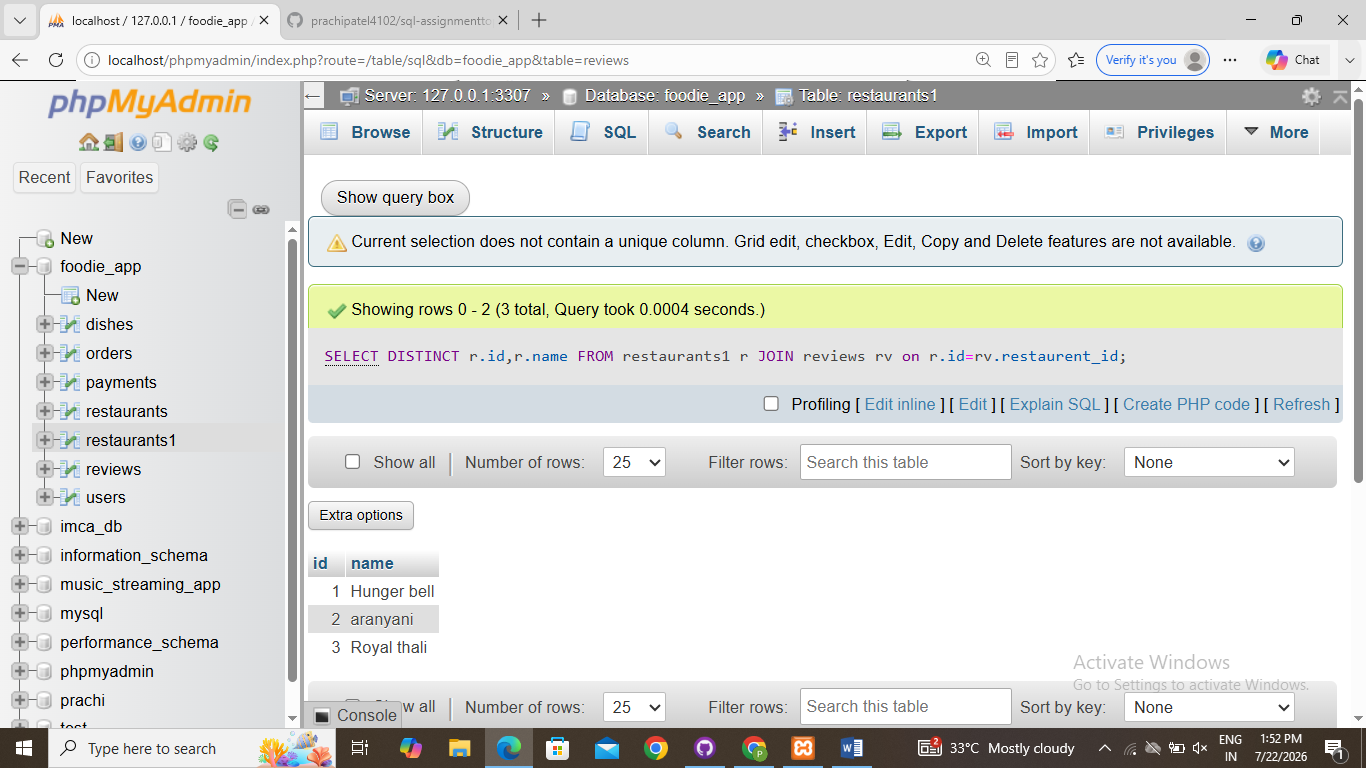 localhost / 127.0.0.1 / foodie_app
prachipatel4102/sql-assignmentto
localhost/phpmyadmin/index.php?route=/table/sql&db=foodie_app&table=reviews
Verify it's you
Chat
phpMyAdmin
Recent
Favorites
New
foodie_app
New
dishes
orders
payments
restaurants
restaurants1
reviews
users
imca_db
information_schema
music_streaming_app
mysql
performance_schema
phpmyadmin
prachi
test
Server: 127.0.0.1:3307 » Database: foodie_app » Table: restaurants1
Browse Structure SQL Search Insert Export Import Privileges More
Show query box
Current selection does not contain a unique column. Grid edit, checkbox, Edit, Copy and Delete features are not available.
Showing rows 0 - 2 (3 total, Query took 0.0004 seconds.)
SELECT DISTINCT r.id,r.name FROM restaurants1 r JOIN reviews rv on r.id=rv.restaurent_id;
Profiling [ Edit inline ] [ Edit ] [ Explain SQL ] [ Create PHP code ] [ Refresh ]
Show all Number of rows: 25 Filter rows: Search this table Sort by key: None
Extra options
id name
1 Hunger bell
2 aranyani
3 Royal thali
Activate Windows
Go to Settings to activate Windows.
all Number of rows: 25 Filter rows: Search this table Sort by key: None
Console
Type here to search
2
33°C Mostly cloudy
ENG
IN
1:52 PM
7/22/2026
1